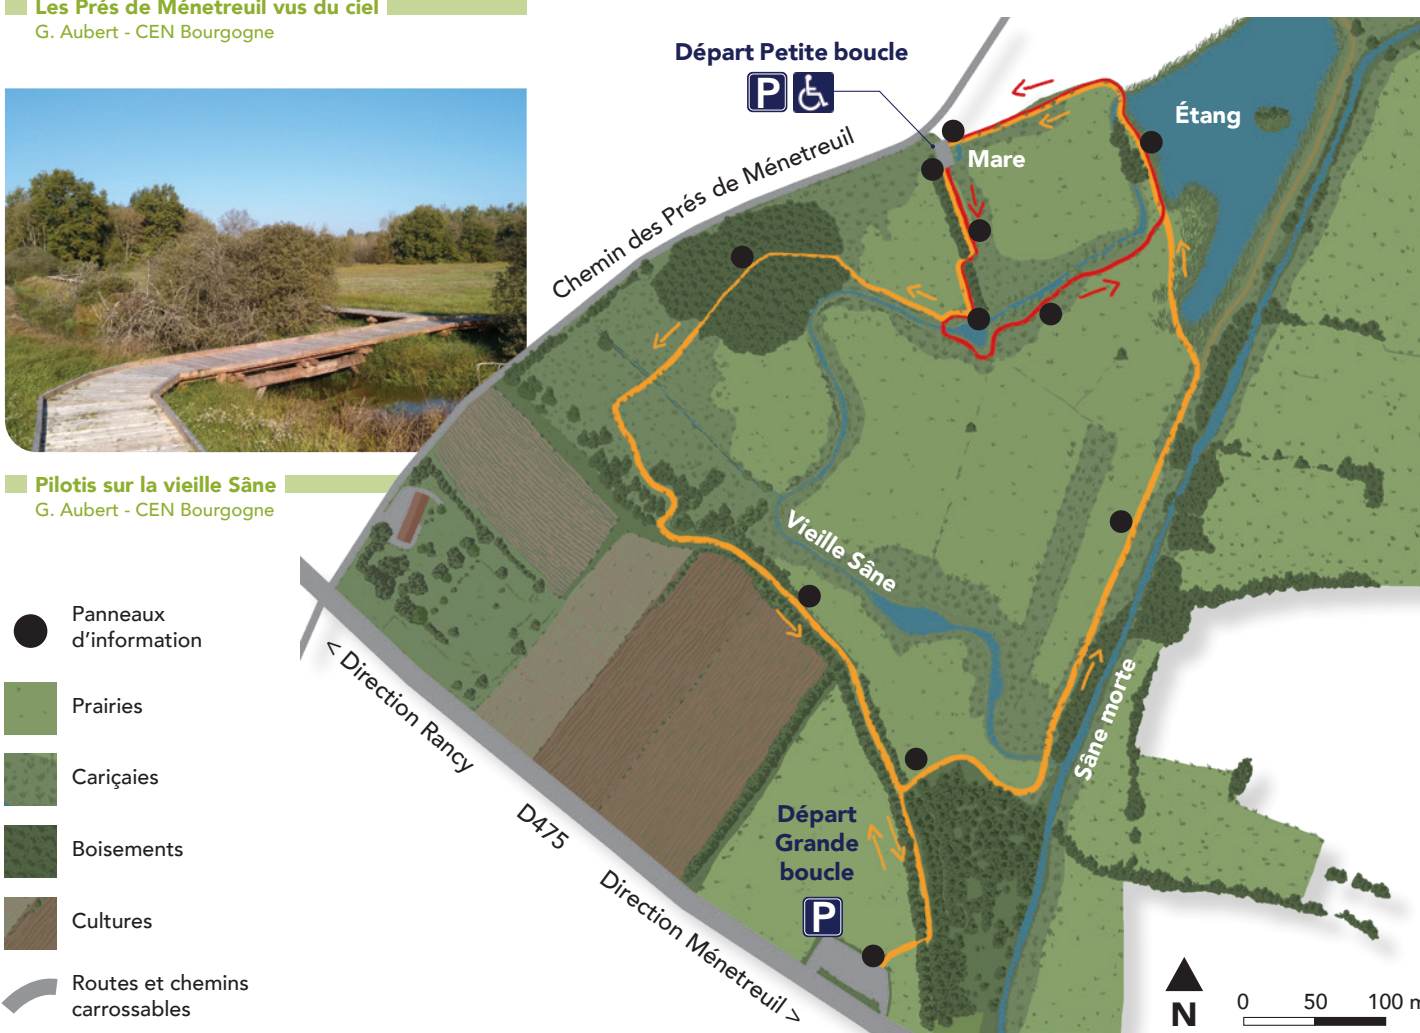 Les Prés de Ménetreuil vus du ciel
G. Aubert - CEN Bourgogne
Pilotis sur la vieille Sâne
G. Aubert - CEN Bourgogne
Panneaux
d'information
Prairies
Cariçaies
Boisements
Cultures
Routes et chemins
carrossables
Départ Petite boucle
P
Étang
Mare
Chemin des Prés de Ménetreuil
Vieille Sâne
Sâne morte
< Direction Rancy
D475
Direction Ménetreuil >
Départ
Grande
boucle
P
N
0 50 100 m